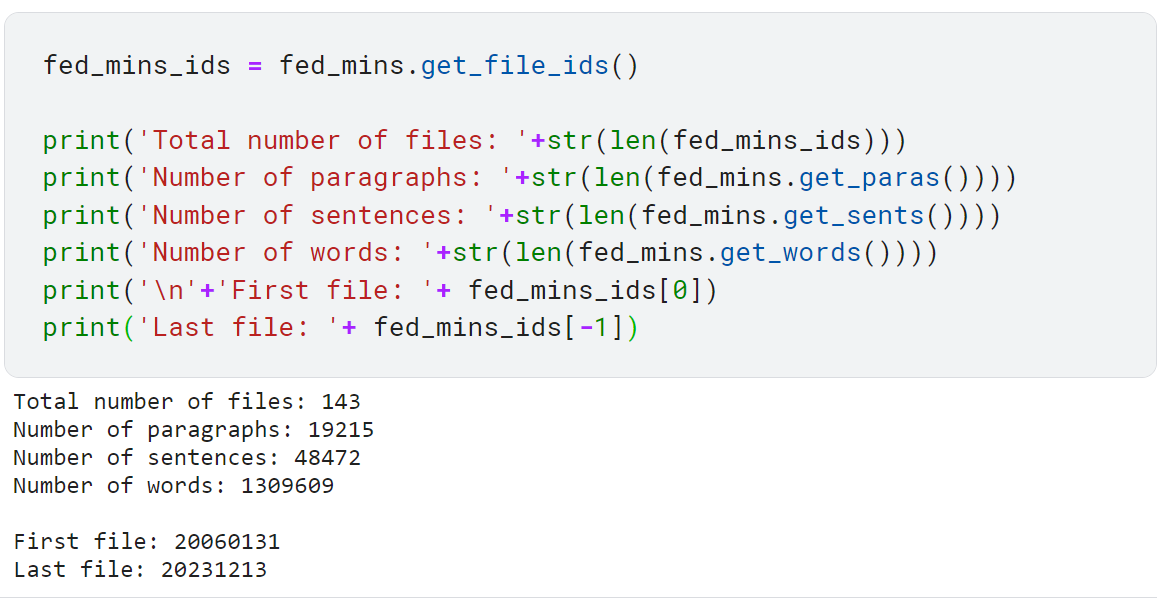 fed_mins_ids = fed_mins.get_file_ids()
print('Total number of files: '+str(len(fed_mins_ids)))
print('Number of paragraphs: '+str(len(fed_mins.get_paras())))
print('Number of sentences: '+str(len(fed_mins.get_sents())))
print('Number of words: '+str(len(fed_mins.get_words())))
print('\n'+'First file: '+ fed_mins_ids[0])
print('Last file: '+ fed_mins_ids[-1])
Total number of files: 143
Number of paragraphs: 19215
Number of sentences: 48472
Number of words: 1309609
First file: 20060131
Last file: 20231213